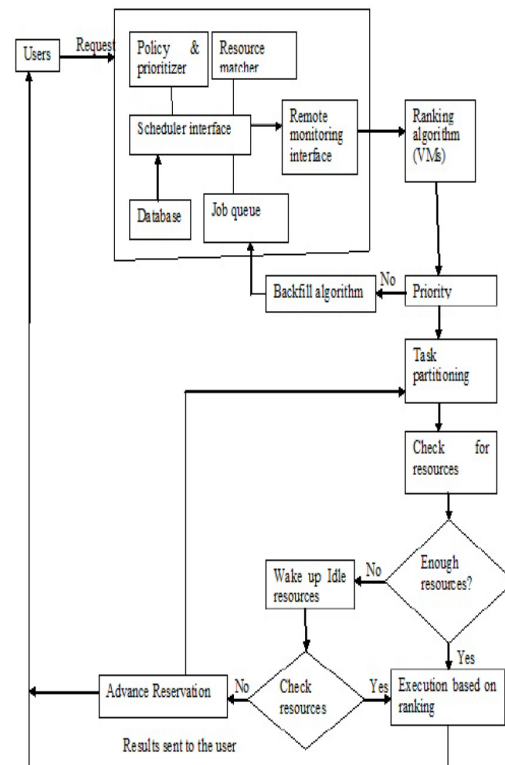 Users
Request
Policy &
prioritizer
Resource
matcher
Scheduler interface
Remote
monitoring
interface
Ranking
algorithm
(VMs)
Database
Job queue
Backfill algorithm
No
Priority
Task
partitioning
Check for
resources
Enough
resources?
No
Wake up Idle
resources
Yes
Check
resources
No
Yes
Advance Reservation
Execution based on
ranking
Results sent to the user